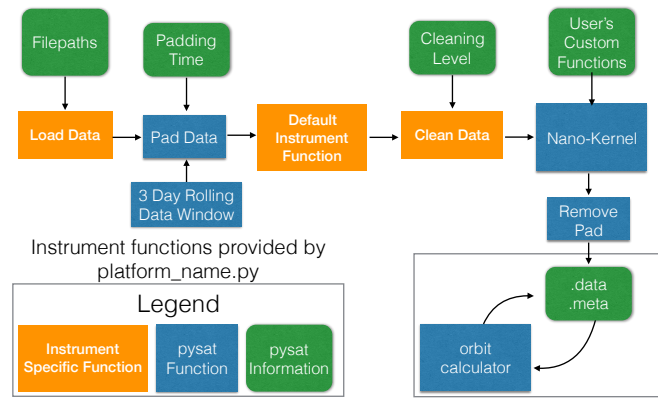 Filepaths
Padding
Time
Cleaning
Level
User's
Custom
Functions
Load Data
Pad Data
Default
Instrument
Function
Clean Data
Nano-Kernel
3 Day Rolling
Data Window
Remove
Pad
Instrument functions provided by
platform_name.py
.data
.meta
orbit
calculator
Legend
Instrument
Specific Function
pysat
Function
pysat
Information